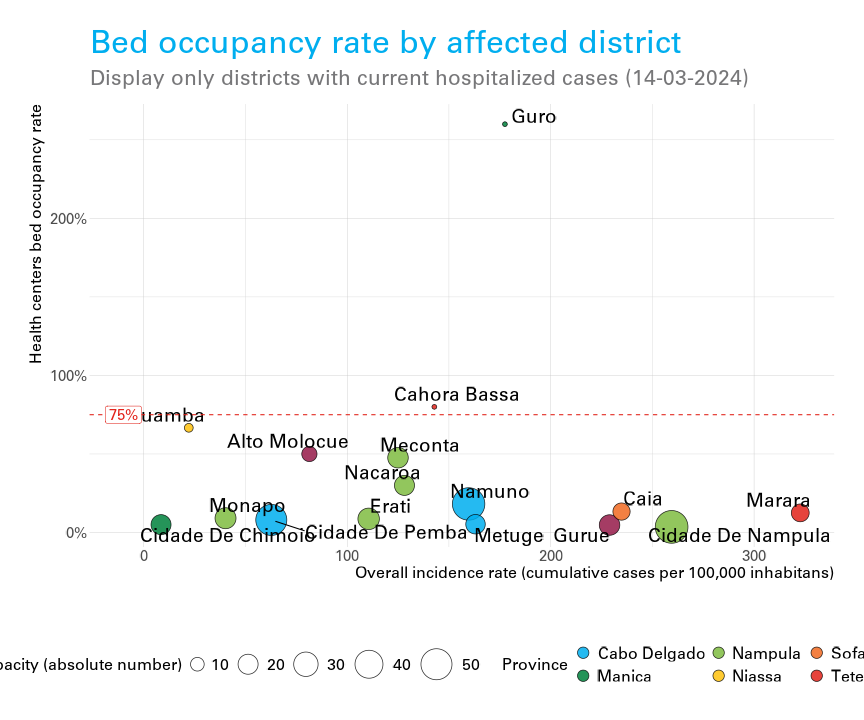 Bed occupancy rate by affected district
Display only districts with current hospitalized cases (14-03-2024)
Health centers bed occupancy rate
Guro
200%
100%
Cahora Bassa
75%
uamba
Alto Molocue
Meconta
Nacaroa
Namuno
Monapo
Erati
Caia
Marara
0%
Cidade De Chimoio
Cidade De Pemba
Metuge
Gurue
Cidade De Nampula
0 100 200 300
Overall incidence rate (cumulative cases per 100,000 inhabitans)
pacity (absolute number) 10 20 30 40 50 Province
Cabo Delgado Nampula Sofa
Manica Niassa Tete